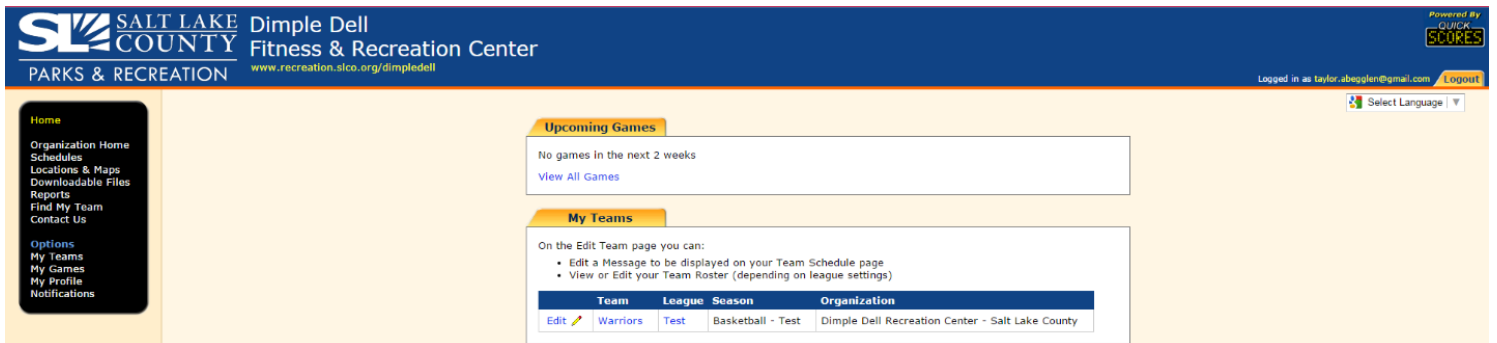 SALT LAKE
COUNTY
PARKS & RECREATION
Dimple Dell
Fitness & Recreation Center
www.recreation.slco.org/dimpledell
Powered By
QUICK
SCORES
Logged in as taylor.abegglen@gmail.com Logout
Select Language ▼
Home
Organization Home
Schedules
Locations & Maps
Downloadable Files
Reports
Find My Team
Contact Us
Options
My Teams
My Games
My Profile
Notifications
Upcoming Games
No games in the next 2 weeks
View All Games
My Teams
On the Edit Team page you can:
• Edit a Message to be displayed on your Team Schedule page
• View or Edit your Team Roster (depending on league settings)
Team League Season Organization
Edit Warriors Test Basketball - Test Dimple Dell Recreation Center - Salt Lake County